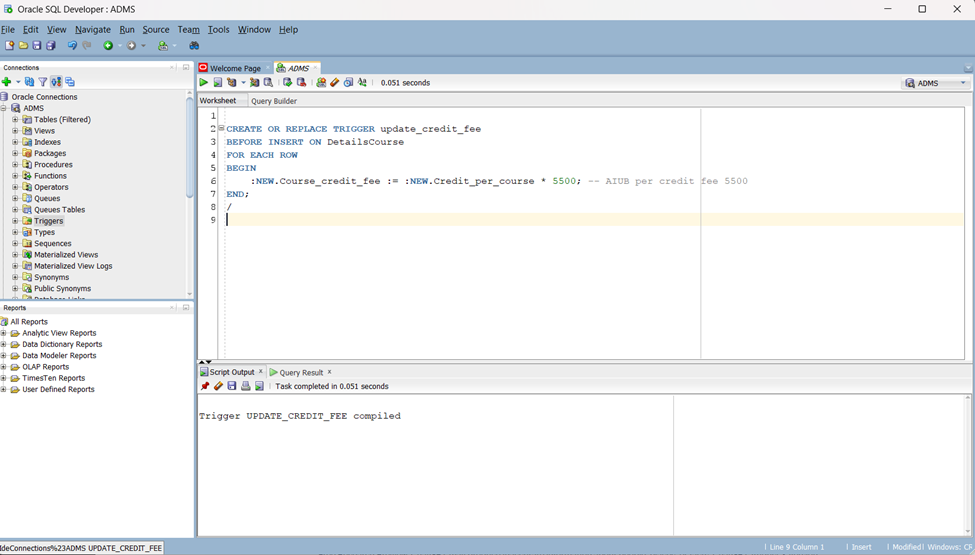 Oracle SQL Developer : ADMS
File Edit View Navigate Run Source Team Tools Window Help
Connections
Oracle Connections
ADMS
Tables (Filtered)
Views
Indexes
Packages
Procedures
Functions
Operators
Queues
Queues Tables
Triggers
Types
Sequences
Materialized Views
Materialized View Logs
Synonyms
Public Synonyms
Database Links
Reports
All Reports
Analytic View Reports
Data Dictionary Reports
Data Modeler Reports
OLAP Reports
TimesTen Reports
User Defined Reports
Welcome Page ADMS
0.051 seconds ADMS
Worksheet Query Builder
1
2 CREATE OR REPLACE TRIGGER update_credit_fee
3 BEFORE INSERT ON DetailsCourse
4 FOR EACH ROW
5 BEGIN
6 :NEW.Course_credit_fee := :NEW.Credit_per_course * 5500; -- AIUB per credit fee 5500
7 END;
8 /
9
Script Output x Query Result x
Task completed in 0.051 seconds
Trigger UPDATE_CREDIT_FEE compiled
IdeConnections%23ADMS UPDATE_CREDIT_FEE
Line 9 Column 1 Insert Modified Windows: CF